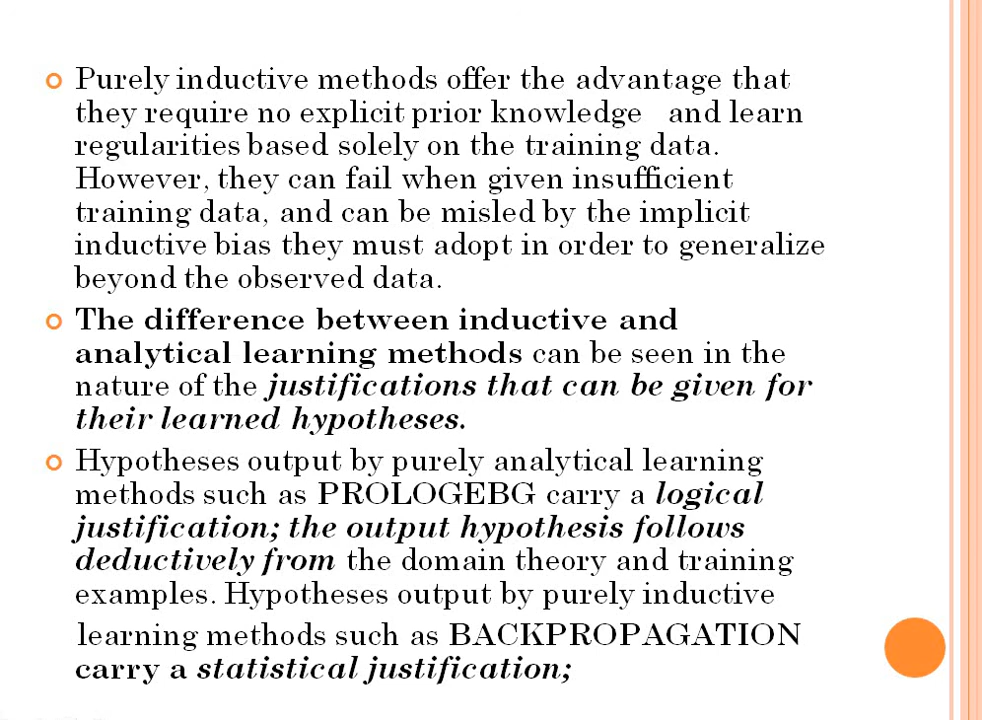 Purely inductive methods offer the advantage that
they require no explicit prior knowledge and learn
regularities based solely on the training data.
However, they can fail when given insufficient
training data, and can be misled by the implicit
inductive bias they must adopt in order to generalize
beyond the observed data.
The difference between inductive and
analytical learning methods can be seen in the
nature of the justifications that can be given for
their learned hypotheses.
Hypotheses output by purely analytical learning
methods such as PROLOGEBG carry a logical
justification; the output hypothesis follows
deductively from the domain theory and training
examples. Hypotheses output by purely inductive
learning methods such as BACKPROPAGATION
carry a statistical justification;